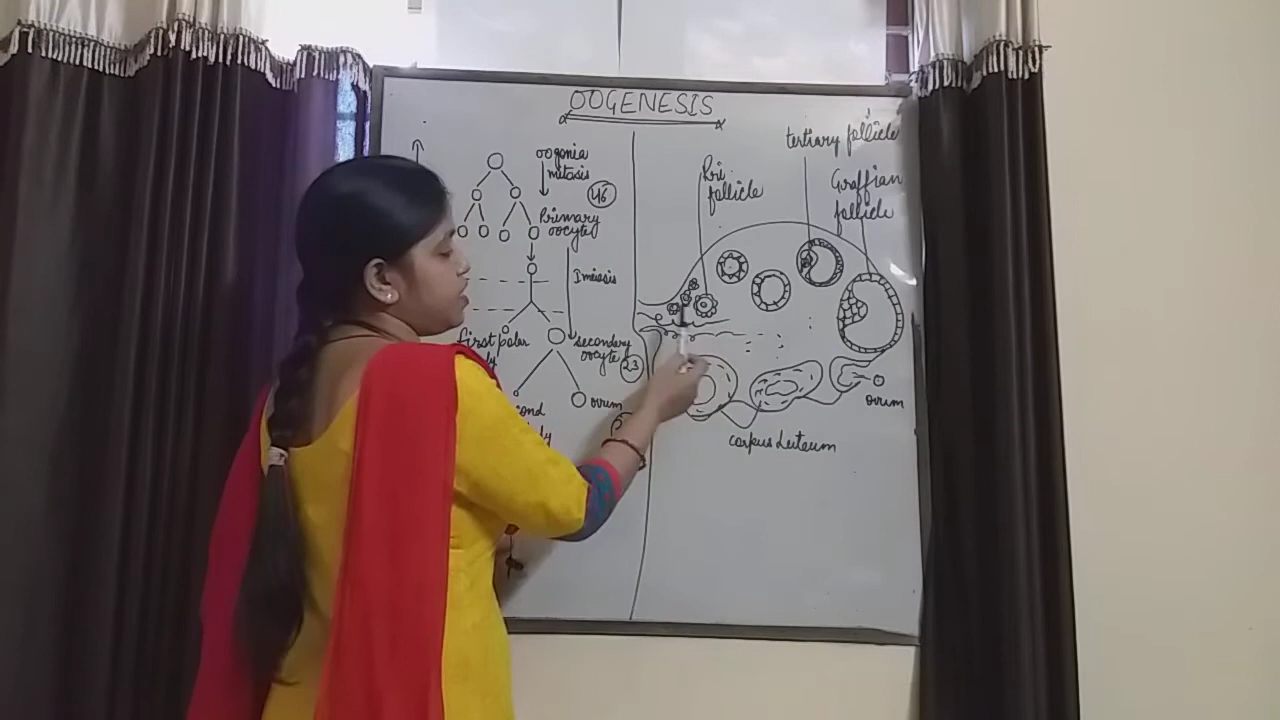 OOGENESIS
oogonia
mitosis
46
Primary
oocyte
I meiosis
first polar
secondary
oocyte
23
ovum
Pri.
follicle
tertiary follicle
Graffian
follicle
ovum
corpus Luteum